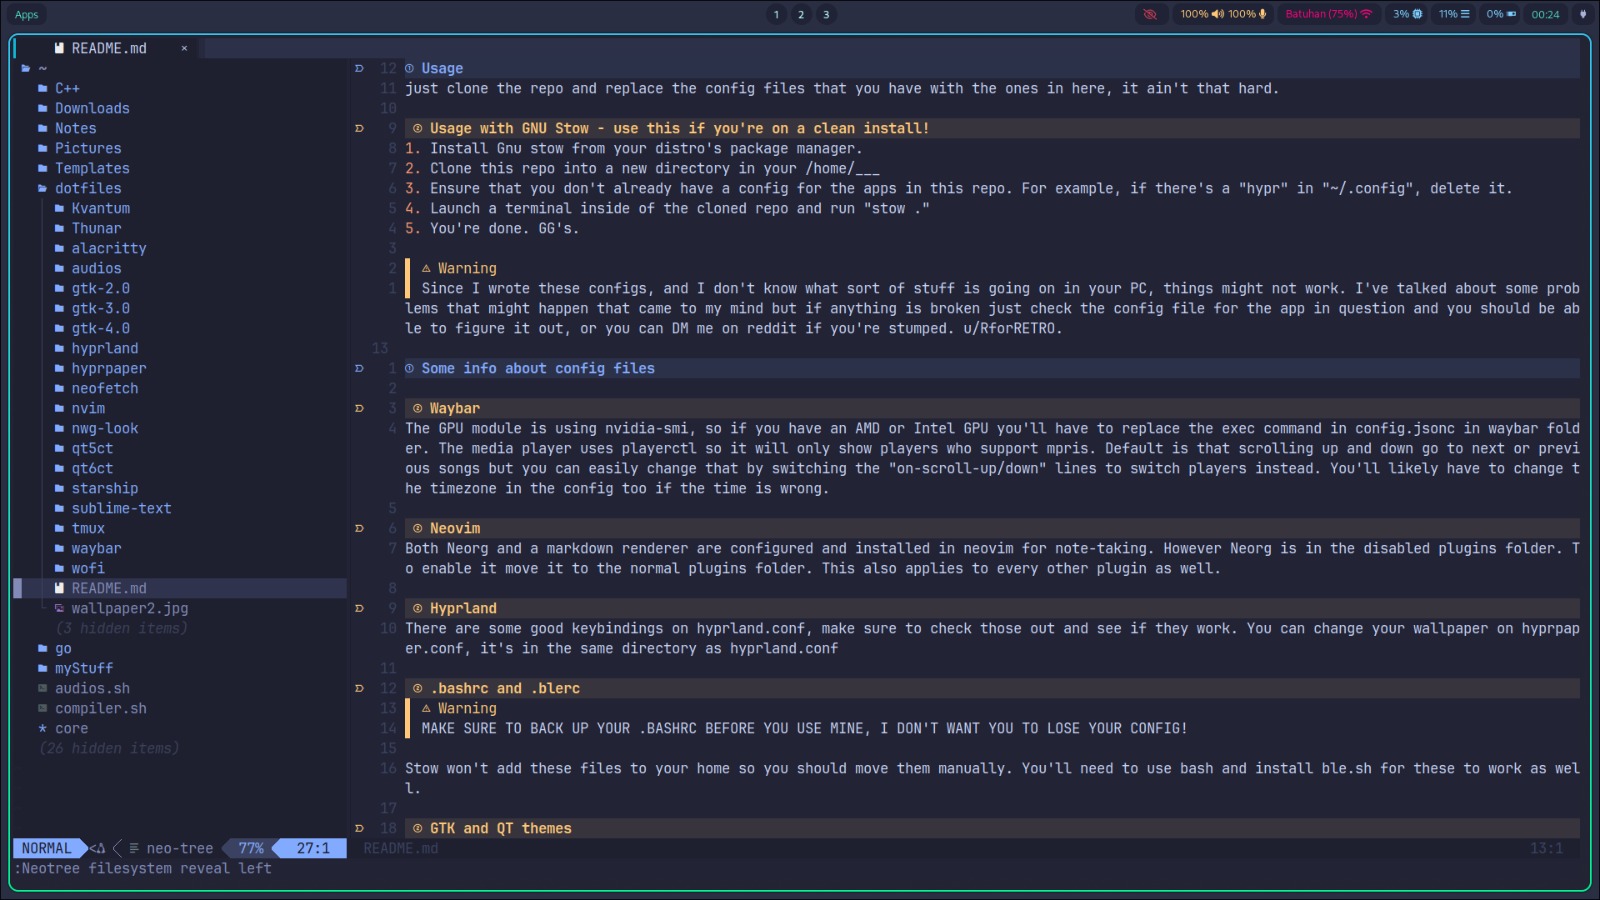 Apps
1 2 3
100% 100%
Batuhan (75%)
3%
11%
0%
00:24
README.md ×
~
C++
Downloads
Notes
Pictures
Templates
dotfiles
Kvantum
Thunar
alacritty
audios
gtk-2.0
gtk-3.0
gtk-4.0
hyprland
hyprpaper
neofetch
nvim
nwg-look
qt5ct
qt6ct
starship
sublime-text
tmux
waybar
wofi
README.md
wallpaper2.jpg
(3 hidden items)
go
myStuff
audios.sh
compiler.sh
* core
(26 hidden items)
12 ① Usage
11 just clone the repo and replace the config files that you have with the ones in here, it ain't that hard.
10
9 ② Usage with GNU Stow - use this if you're on a clean install!
8 1. Install Gnu stow from your distro's package manager.
7 2. Clone this repo into a new directory in your /home/___
6 3. Ensure that you don't already have a config for the apps in this repo. For example, if there's a "hypr" in "~/.config", delete it.
5 4. Launch a terminal inside of the cloned repo and run "stow ."
4 5. You're done. GG's.
3
2 ⚠ Warning
1 Since I wrote these configs, and I don't know what sort of stuff is going on in your PC, things might not work. I've talked about some prob
lems that might happen that came to my mind but if anything is broken just check the config file for the app in question and you should be ab
le to figure it out, or you can DM me on reddit if you're stumped. u/RforRETRO.
13
1 ① Some info about config files
2
3 ② Waybar
4 The GPU module is using nvidia-smi, so if you have an AMD or Intel GPU you'll have to replace the exec command in config.jsonc in waybar fold
er. The media player uses playerctl so it will only show players who support mpris. Default is that scrolling up and down go to next or previ
ous songs but you can easily change that by switching the "on-scroll-up/down" lines to switch players instead. You'll likely have to change t
he timezone in the config too if the time is wrong.
5
6 ② Neovim
7 Both Neorg and a markdown renderer are configured and installed in neovim for note-taking. However Neorg is in the disabled plugins folder. T
o enable it move it to the normal plugins folder. This also applies to every other plugin as well.
8
9 ② Hyprland
10 There are some good keybindings on hyprland.conf, make sure to check those out and see if they work. You can change your wallpaper on hyprpap
er.conf, it's in the same directory as hyprland.conf
11
12 ② .bashrc and .blerc
13 ⚠ Warning
14 MAKE SURE TO BACK UP YOUR .BASHRC BEFORE YOU USE MINE, I DON'T WANT YOU TO LOSE YOUR CONFIG!
15
16 Stow won't add these files to your home so you should move them manually. You'll need to use bash and install ble.sh for these to work as wel
l.
17
18 ② GTK and QT themes
NORMAL neo-tree 77% 27:1
README.md 13:1
:Neotree filesystem reveal left